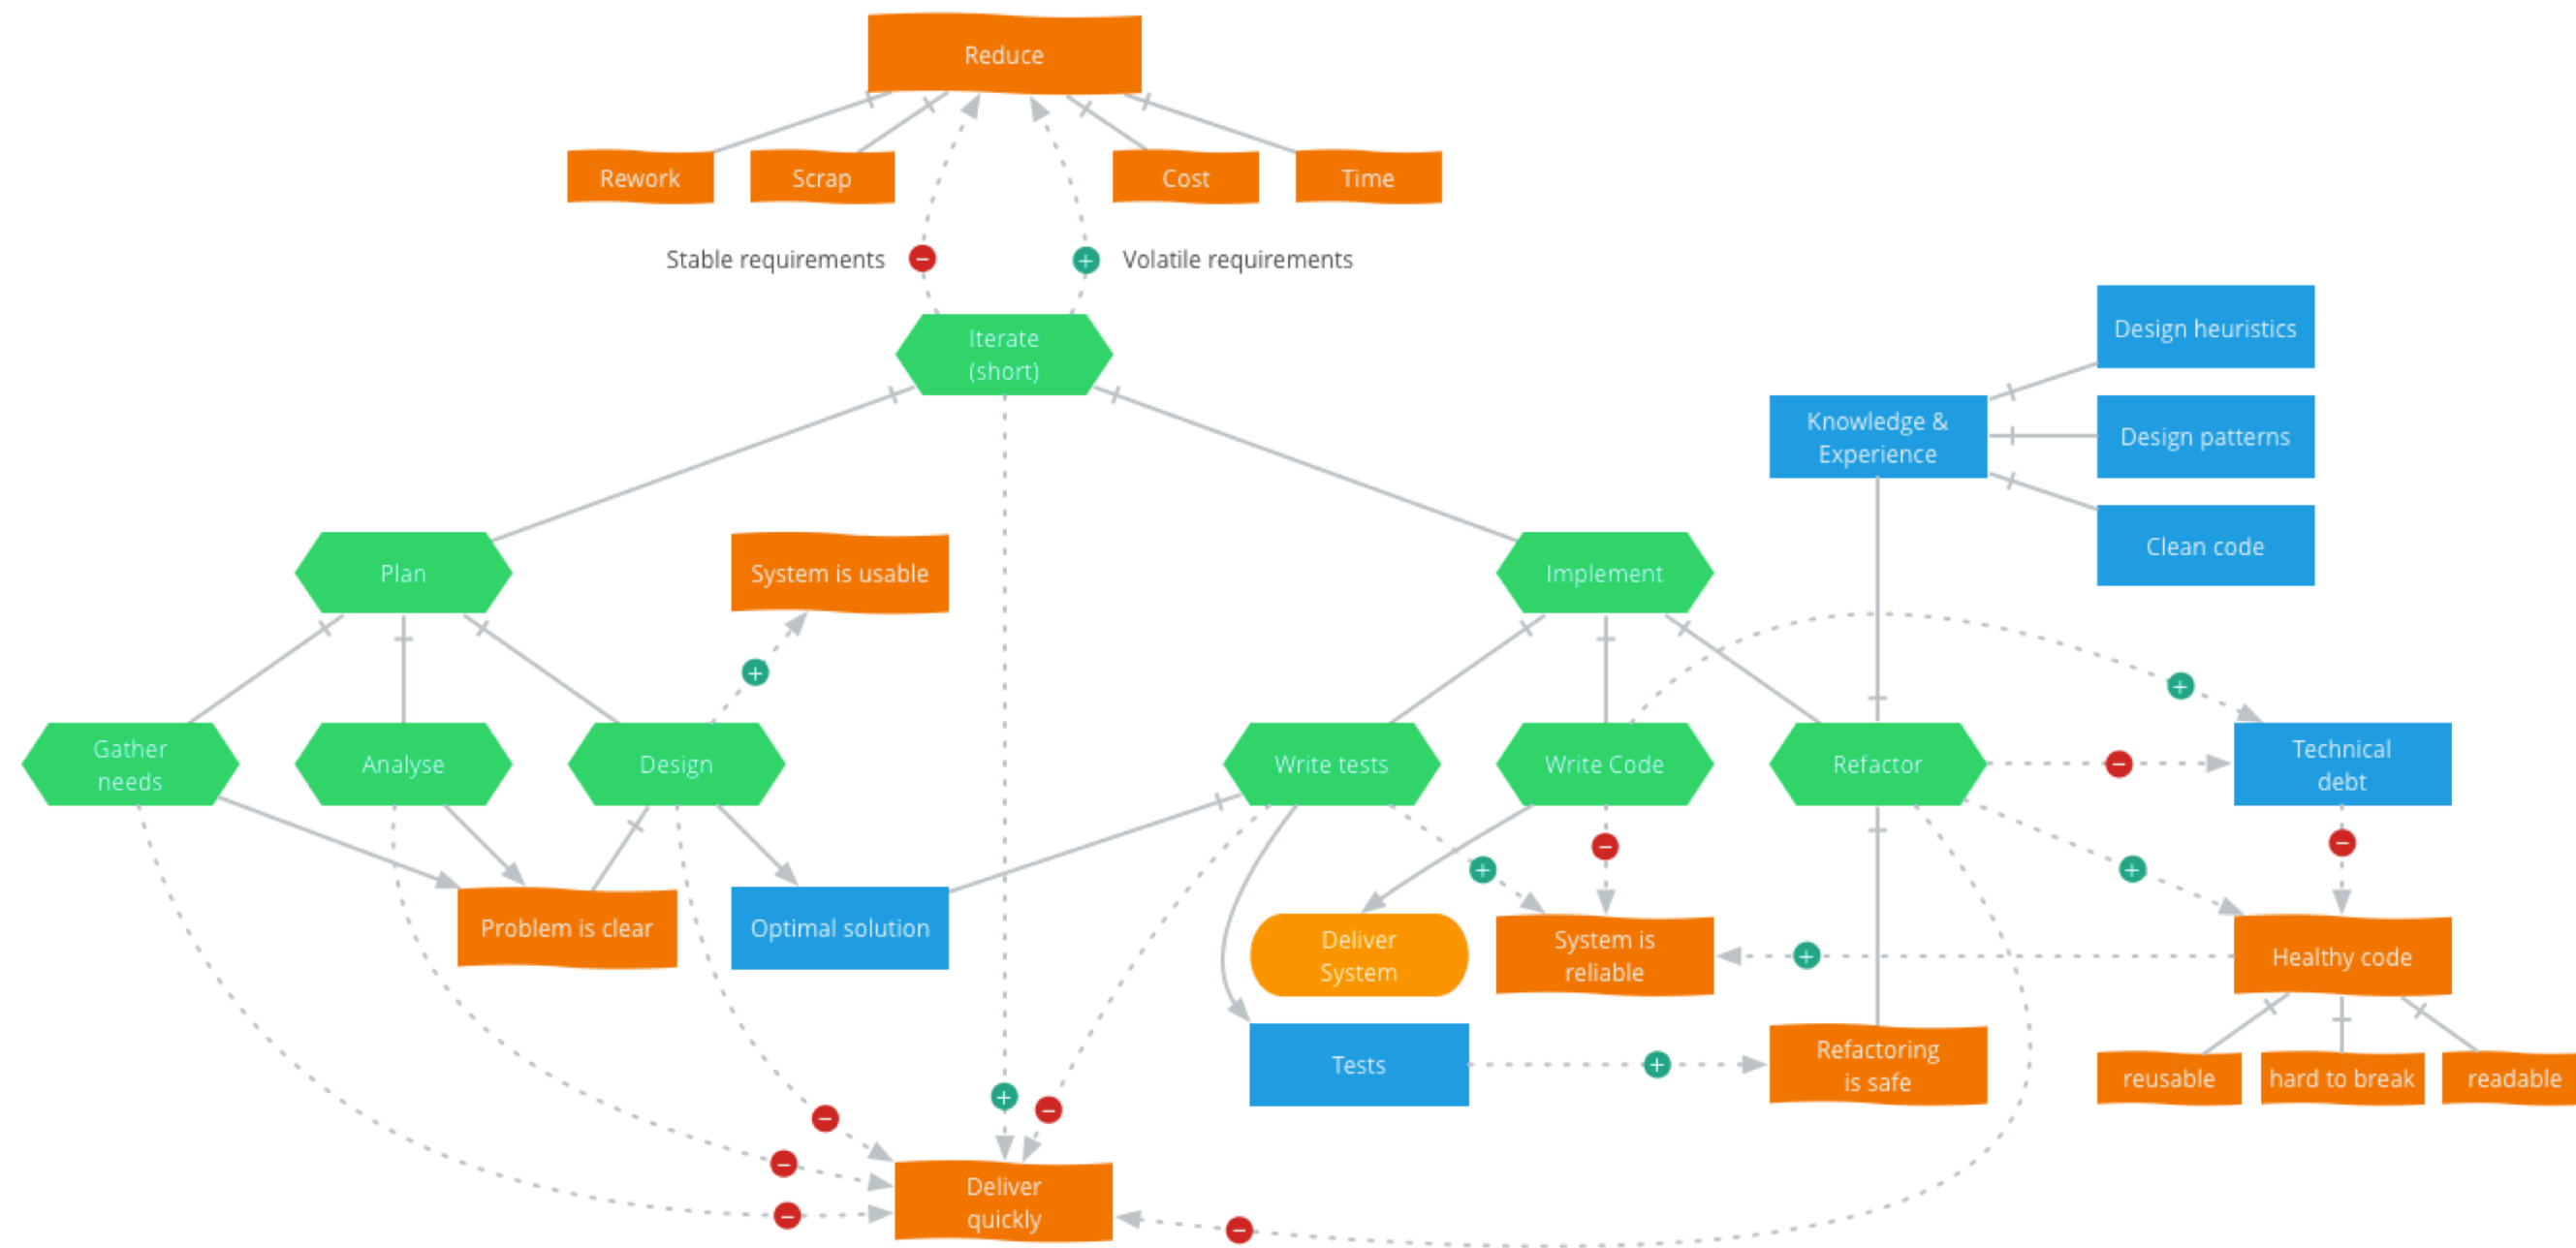 Reduce
Rework
Scrap
Cost
Time
Stable requirements
Volatile requirements
Iterate
(short)
Design heuristics
Knowledge &
Experience
Design patterns
Clean code
Plan
System is usable
Implement
Gather
needs
Analyse
Design
Write tests
Write Code
Refactor
Technical
debt
Problem is clear
Optimal solution
Deliver
System
System is
reliable
Healthy code
Tests
Refactoring
is safe
reusable
hard to break
readable
Deliver
quickly